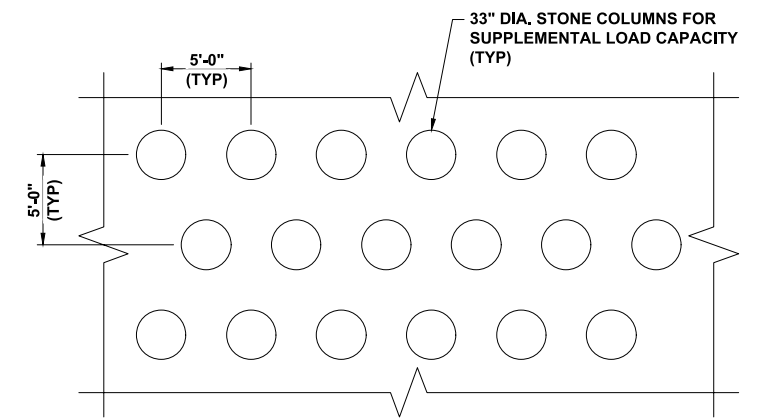 33" DIA. STONE COLUMNS FOR
SUPPLEMENTAL LOAD CAPACITY
(TYP)
5'-0"
(TYP)
5'-0"
(TYP)